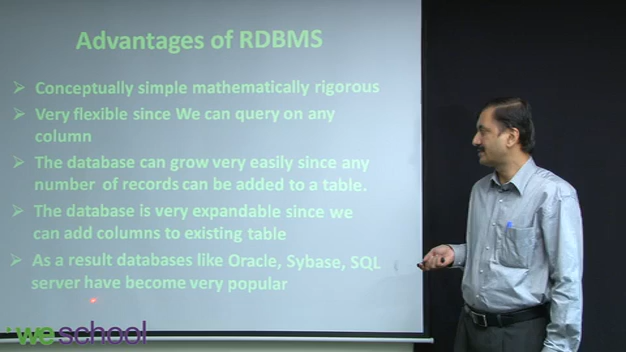 Advantages of RDBMS
➢ Conceptually simple mathematically rigorous
➢ Very flexible since We can query on any
column
➢ The database can grow very easily since any
number of records can be added to a table.
➢ The database is very expandable since we
can add columns to existing table
➢ As a result databases like Oracle, Sybase, SQL
server have become very popular
weschool